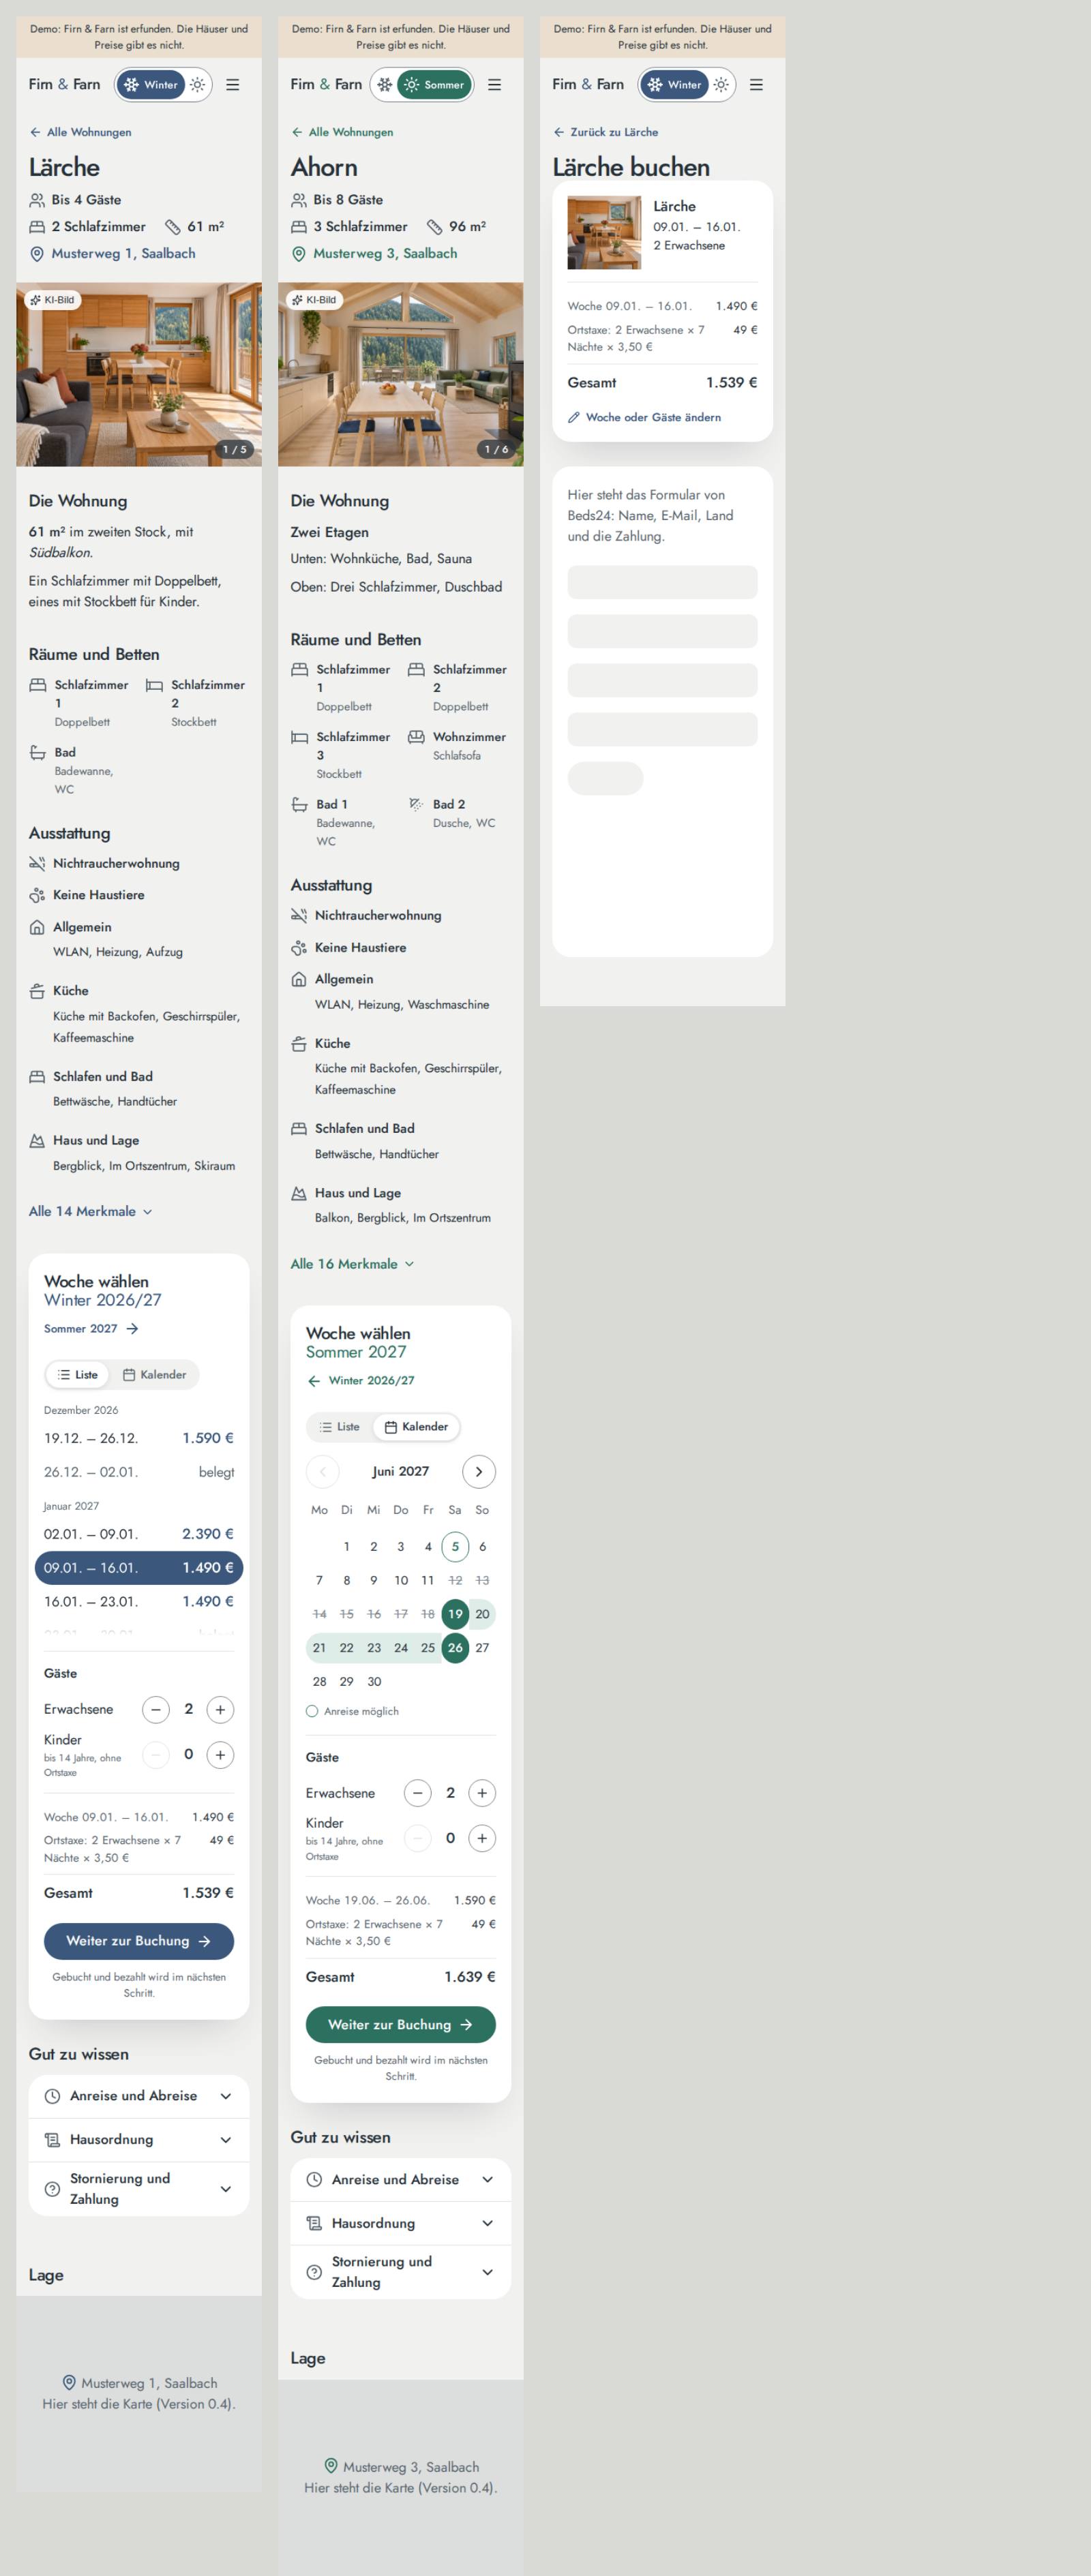 Demo: Firn & Farn ist erfunden. Die Häuser und
Preise gibt es nicht.
Firn & Farn
Winter
Alle Wohnungen
Lärche
Bis 4 Gäste
2 Schlafzimmer
61 m²
Musterweg 1, Saalbach
KI-Bild
1 / 5
Die Wohnung
61 m² im zweiten Stock, mit
Südbalkon.
Ein Schlafzimmer mit Doppelbett,
eines mit Stockbett für Kinder.
Räume und Betten
Schlafzimmer
1
Doppelbett
Schlafzimmer
2
Stockbett
Bad
Badewanne,
WC
Ausstattung
Nichtraucherwohnung
Keine Haustiere
Allgemein
WLAN, Heizung, Aufzug
Küche
Küche mit Backofen, Geschirrspüler,
Kaffeemaschine
Schlafen und Bad
Bettwäsche, Handtücher
Haus und Lage
Bergblick, Im Ortszentrum, Skiraum
Alle 14 Merkmale
Woche wählen
Winter 2026/27
Sommer 2027
Liste
Kalender
Dezember 2026
19.12. – 26.12. 1.590 €
26.12. – 02.01. belegt
Januar 2027
02.01. – 09.01. 2.390 €
09.01. – 16.01. 1.490 €
16.01. – 23.01. 1.490 €
Gäste
Erwachsene − 2 +
Kinder
bis 14 Jahre, ohne
Ortstaxe
− 0 +
Woche 09.01. – 16.01. 1.490 €
Ortstaxe: 2 Erwachsene × 7 49 €
Nächte × 3,50 €
Gesamt 1.539 €
Weiter zur Buchung
Gebucht und bezahlt wird im nächsten
Schritt.
Gut zu wissen
Anreise und Abreise
Hausordnung
Stornierung und
Zahlung
Lage
Musterweg 1, Saalbach
Hier steht die Karte (Version 0.4).
Demo: Firn & Farn ist erfunden. Die Häuser und
Preise gibt es nicht.
Firn & Farn
Sommer
Alle Wohnungen
Ahorn
Bis 8 Gäste
3 Schlafzimmer
96 m²
Musterweg 3, Saalbach
KI-Bild
1 / 6
Die Wohnung
Zwei Etagen
Unten: Wohnküche, Bad, Sauna
Oben: Drei Schlafzimmer, Duschbad
Räume und Betten
Schlafzimmer
1
Doppelbett
Schlafzimmer
2
Doppelbett
Schlafzimmer
3
Stockbett
Wohnzimmer
Schlafsofa
Bad 1
Badewanne,
WC
Bad 2
Dusche, WC
Ausstattung
Nichtraucherwohnung
Keine Haustiere
Allgemein
WLAN, Heizung, Waschmaschine
Küche
Küche mit Backofen, Geschirrspüler,
Kaffeemaschine
Schlafen und Bad
Bettwäsche, Handtücher
Haus und Lage
Balkon, Bergblick, Im Ortszentrum
Alle 16 Merkmale
Woche wählen
Sommer 2027
Winter 2026/27
Liste
Kalender
Juni 2027
Mo Di Mi Do Fr Sa So
1 2 3 4 5 6
7 8 9 10 11 12 13
14 15 16 17 18 19 20
21 22 23 24 25 26 27
28 29 30
Anreise möglich
Gäste
Erwachsene − 2 +
Kinder
bis 14 Jahre, ohne
Ortstaxe
− 0 +
Woche 19.06. – 26.06. 1.590 €
Ortstaxe: 2 Erwachsene × 7 49 €
Nächte × 3,50 €
Gesamt 1.639 €
Weiter zur Buchung
Gebucht und bezahlt wird im nächsten
Schritt.
Gut zu wissen
Anreise und Abreise
Hausordnung
Stornierung und
Zahlung
Lage
Musterweg 3, Saalbach
Hier steht die Karte (Version 0.4).
Demo: Firn & Farn ist erfunden. Die Häuser und
Preise gibt es nicht.
Firn & Farn
Winter
Zurück zu Lärche
Lärche buchen
Lärche
09.01. – 16.01.
2 Erwachsene
Woche 09.01. – 16.01. 1.490 €
Ortstaxe: 2 Erwachsene × 7 49 €
Nächte × 3,50 €
Gesamt 1.539 €
Woche oder Gäste ändern
Hier steht das Formular von
Beds24: Name, E-Mail, Land
und die Zahlung.